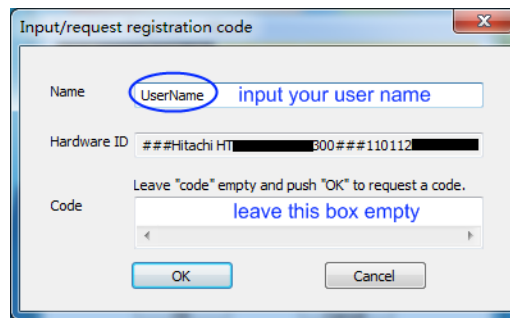 Input/request registration code
Name
UserName input your user name
Hardware ID
###Hitachi HT 300###110112
Leave "code" empty and push "OK" to request a code.
Code
leave this box empty
OK
Cancel